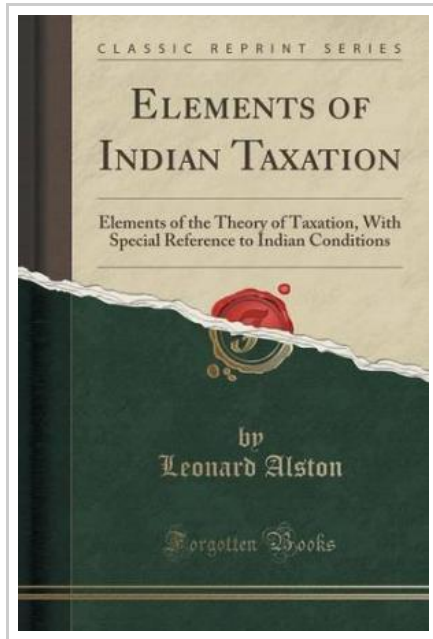 CLASSIC REPRINT SERIES
ELEMENTS OF
INDIAN TAXATION
Elements of the Theory of Taxation, With
Special Reference to Indian Conditions
by
Leonard Alston
Forgotten Books